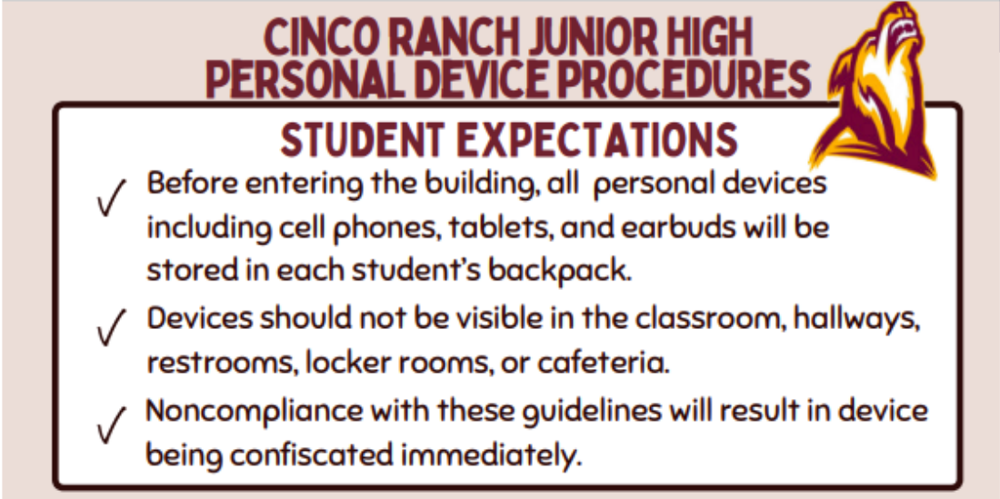 CINCO RANCH JUNIOR HIGH
PERSONAL DEVICE PROCEDURES
STUDENT EXPECTATIONS
✓ Before entering the building, all personal devices
including cell phones, tablets, and earbuds will be
stored in each student's backpack.
✓ Devices should not be visible in the classroom, hallways,
restrooms, locker rooms, or cafeteria.
✓ Noncompliance with these guidelines will result in device
being confiscated immediately.